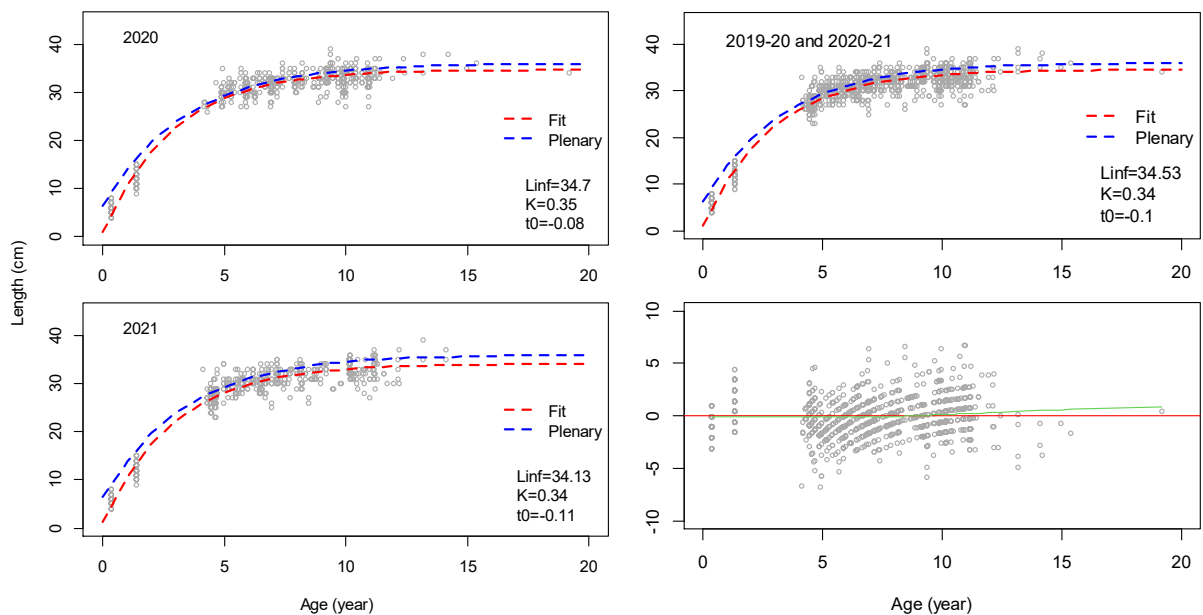 2020
Fit
Plenary
Linf=34.7
K=0.35
t0=-0.08
0 10 20 30 40
0 5 10 15 20
2019-20 and 2020-21
Fit
Plenary
Linf=34.53
K=0.34
t0=-0.1
0 10 20 30 40
0 5 10 15 20
Length (cm)
2021
Fit
Plenary
Linf=34.13
K=0.34
t0=-0.11
0 10 20 30 40
0 5 10 15 20
Age (year)
-10 -5 0 5 10
0 5 10 15 20
Age (year)